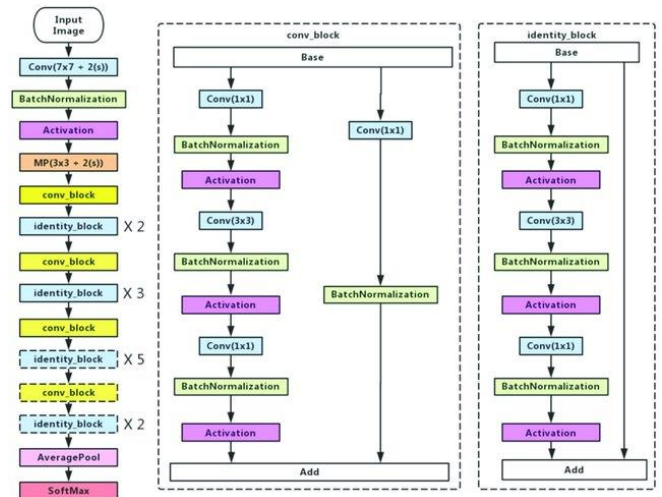 Input
Image
Conv(7x7 + 2(s))
BatchNormalization
Activation
MP(3x3 + 2(s))
conv_block
identity_block X 2
conv_block
identity_block X 3
conv_block
identity_block X 5
conv_block
identity_block X 2
AveragePool
SoftMax
conv_block
Base
Conv(1x1)
BatchNormalization
Activation
Conv(3x3)
BatchNormalization
Activation
Conv(1x1)
BatchNormalization
Activation
Conv(1x1)
BatchNormalization
Add
identity_block
Base
Conv(1x1)
BatchNormalization
Activation
Conv(3x3)
BatchNormalization
Activation
Conv(1x1)
BatchNormalization
Activation
Add